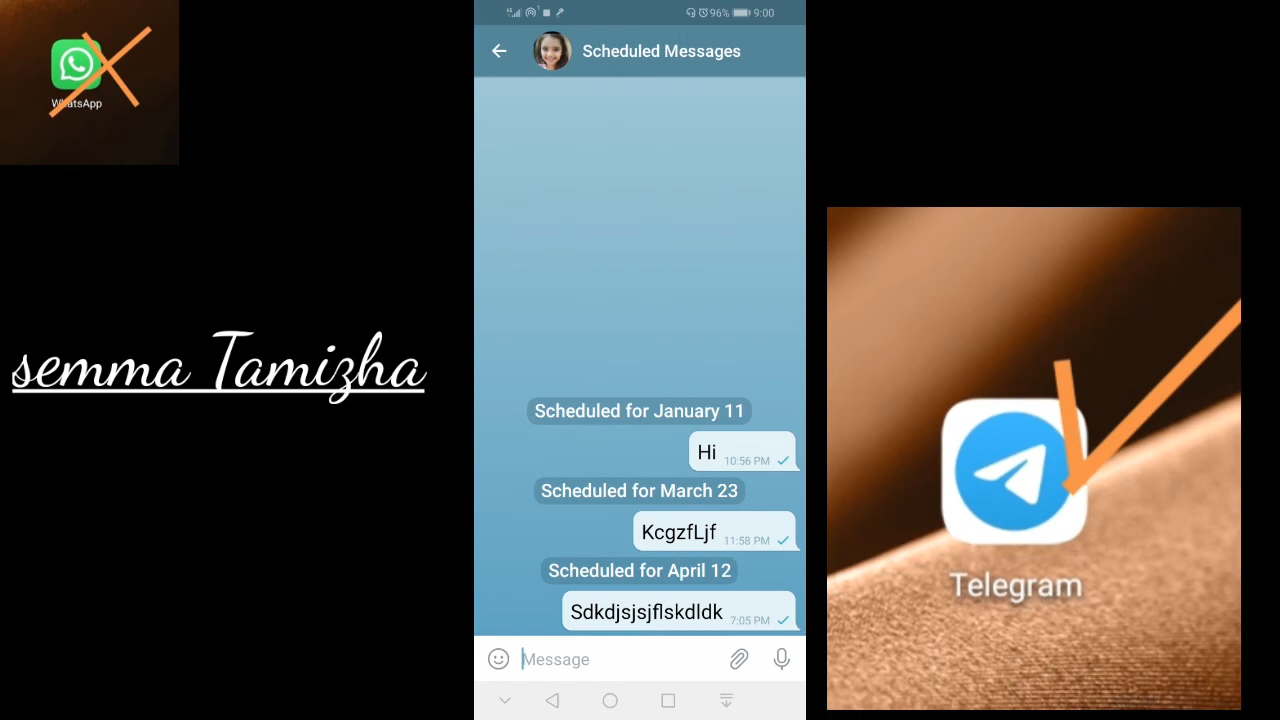 WhatsApp
semma Tamizha
96% 9:00
Scheduled Messages
Scheduled for January 11
Hi 10:56 PM
Scheduled for March 23
KcgzfLjf 11:58 PM
Scheduled for April 12
Sdkdjsjsjflskdldk 7:05 PM
Message
Telegram